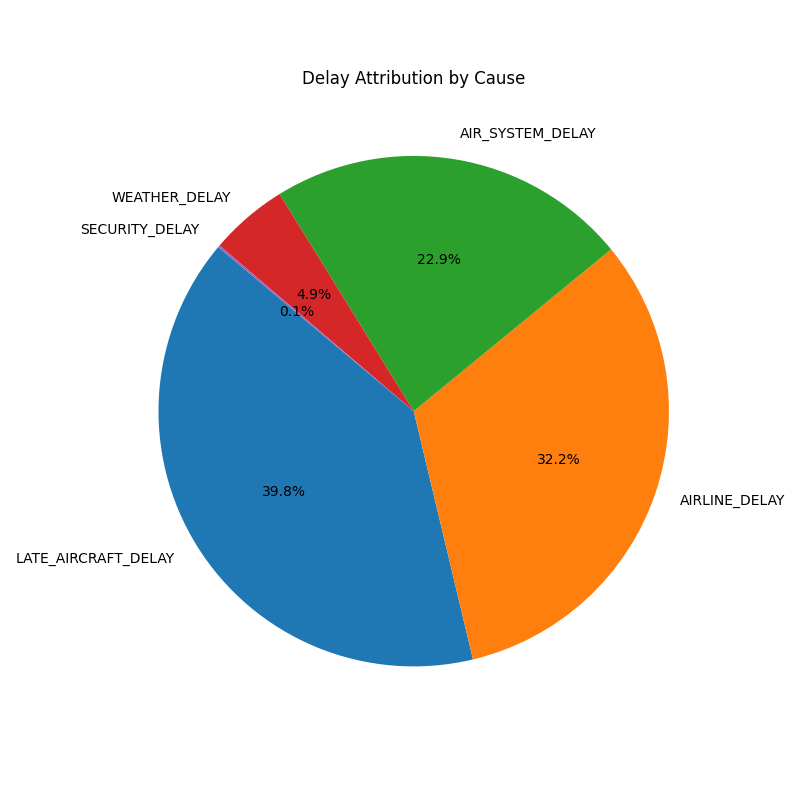 Delay Attribution by Cause
AIR_SYSTEM_DELAY
WEATHER_DELAY
SECURITY_DELAY
22.9%
4.9%
0.1%
32.2%
39.8%
AIRLINE_DELAY
LATE_AIRCRAFT_DELAY